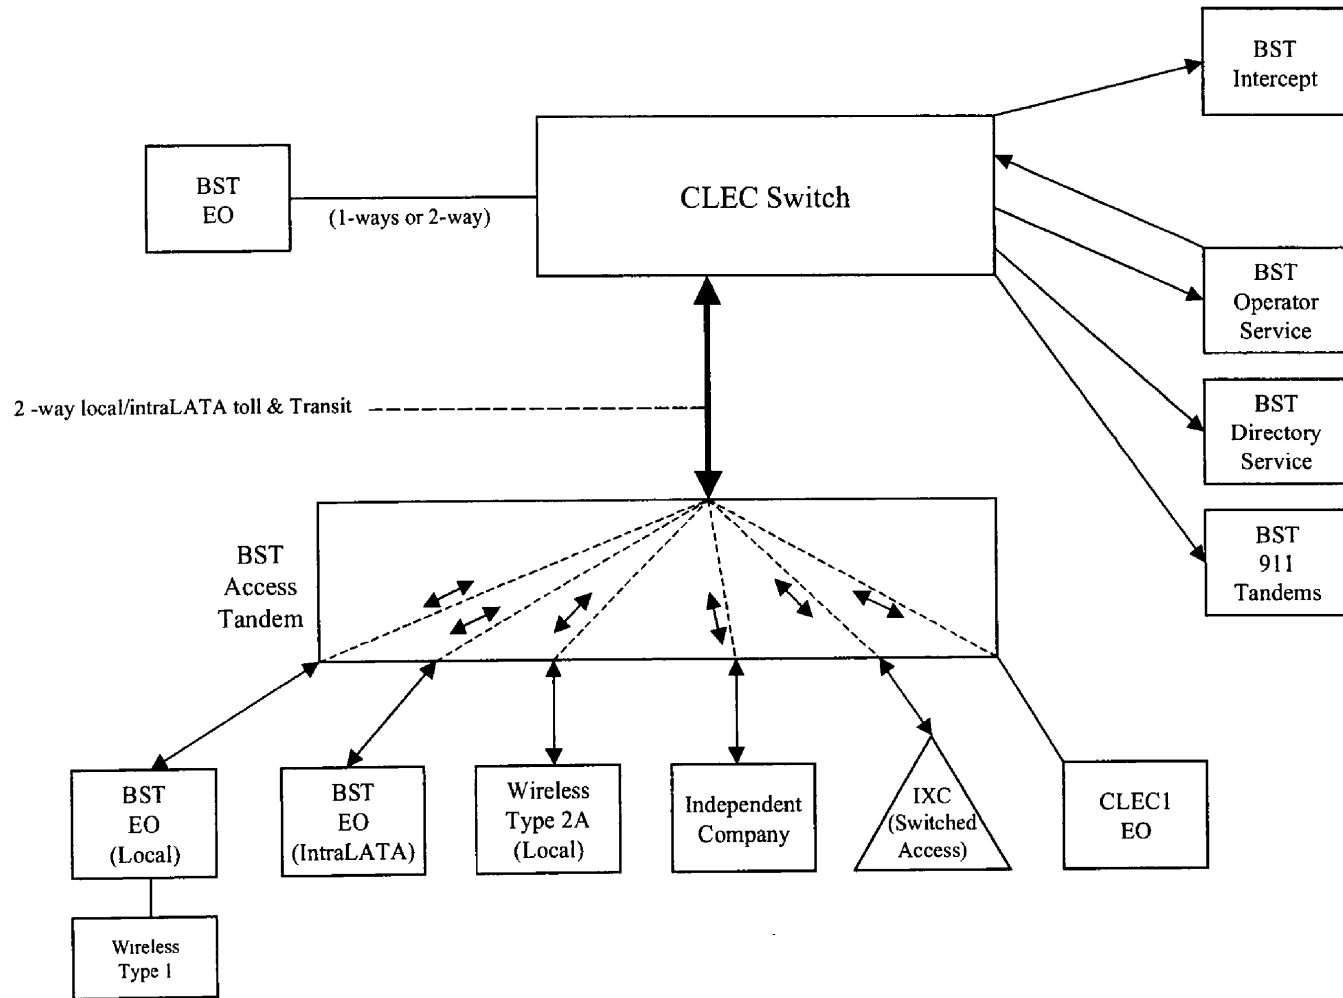 BST
Intercept
BST
EO
(1-ways or 2-way)
CLEC Switch
BST
Operator
Service
2 -way local/intraLATA toll & Transit
BST
Directory
Service
BST
911
Tandems
BST
Access
Tandem
BST
EO
(Local)
BST
EO
(IntraLATA)
Wireless
Type 2A
(Local)
Independent
Company
IXC
(Switched
Access)
CLEC1
EO
Wireless
Type 1